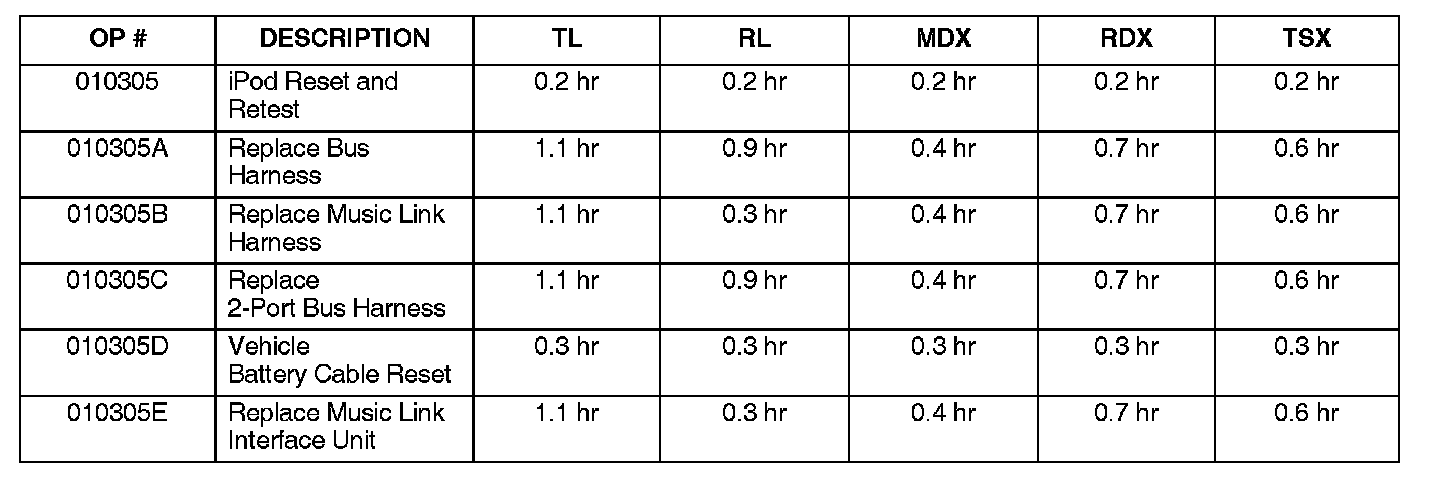 OP # DESCRIPTION TL RL MDX RDX TSX
010305 iPod Reset and Retest 0.2 hr 0.2 hr 0.2 hr 0.2 hr 0.2 hr
010305A Replace Bus Harness 1.1 hr 0.9 hr 0.4 hr 0.7 hr 0.6 hr
010305B Replace Music Link Harness 1.1 hr 0.3 hr 0.4 hr 0.7 hr 0.6 hr
010305C Replace 2-Port Bus Harness 1.1 hr 0.9 hr 0.4 hr 0.7 hr 0.6 hr
010305D Vehicle Battery Cable Reset 0.3 hr 0.3 hr 0.3 hr 0.3 hr 0.3 hr
010305E Replace Music Link Interface Unit 1.1 hr 0.3 hr 0.4 hr 0.7 hr 0.6 hr